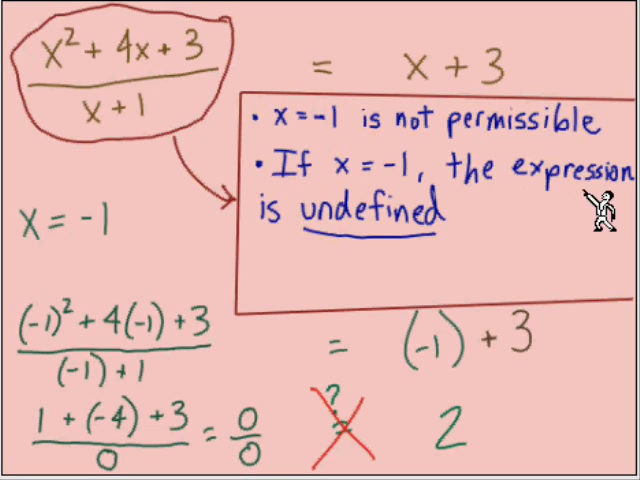 x² + 4x + 3
x + 1
= x + 3
• x = -1 is not permissible
• If x = -1, the expression
is undefined
x = -1
(-1)² + 4(-1) + 3
(-1) + 1
= (-1) + 3
1 + (-4) + 3
0
= 0
0
?
= 2